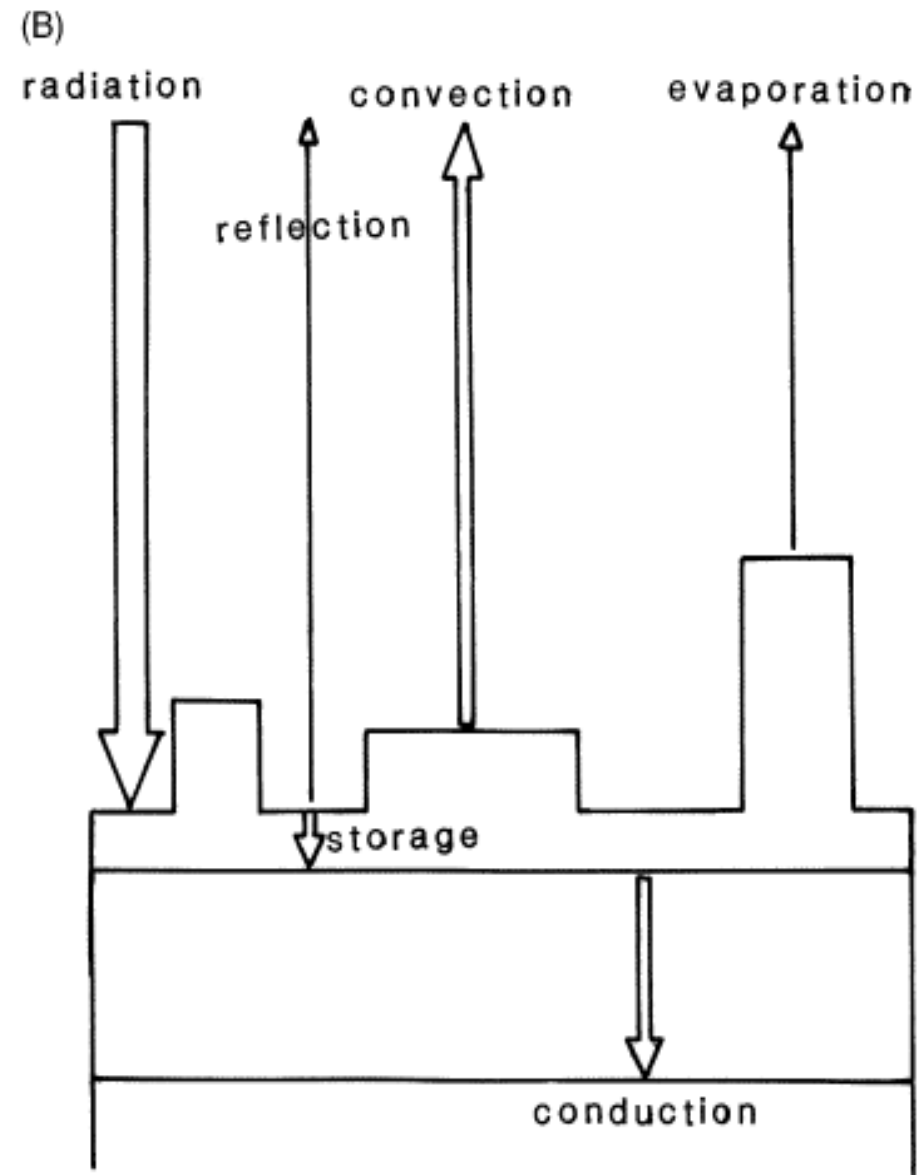 (B)
radiation
convection
evaporation
reflection
storage
conduction